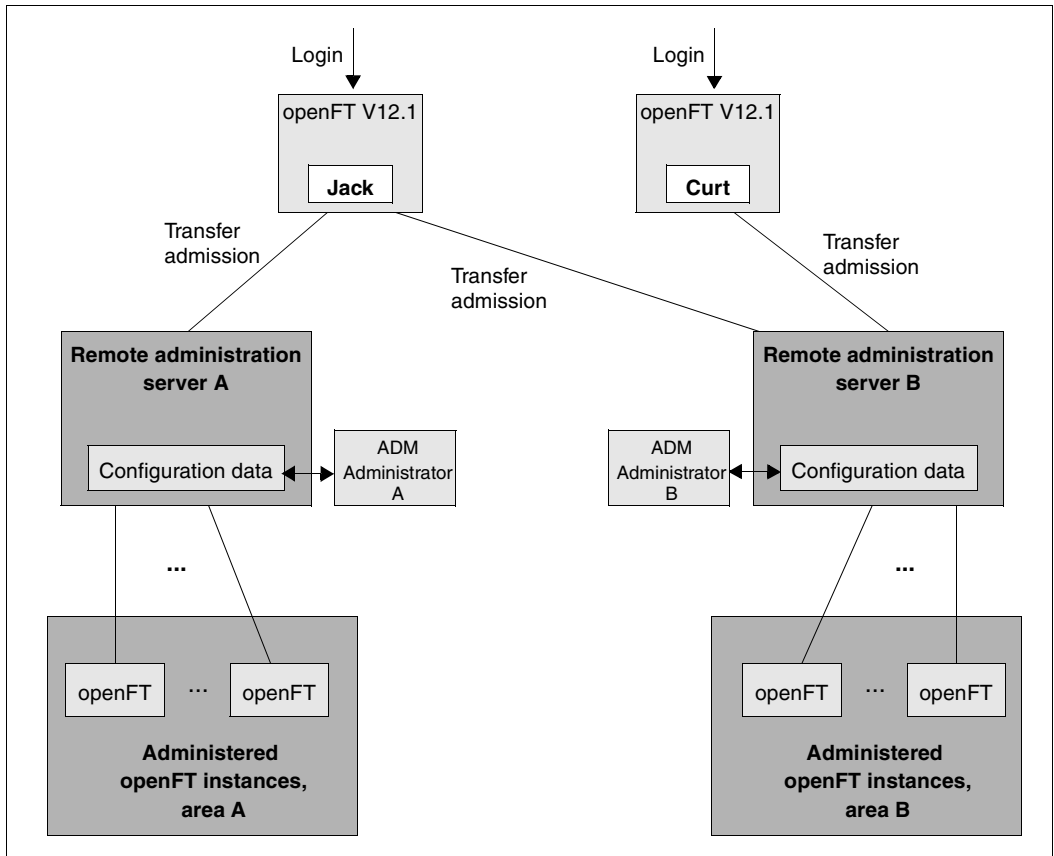 Login
Login
openFT V12.1
openFT V12.1
Jack
Curt
Transfer
admission
Transfer
admission
Transfer
admission
Remote administration
server A
Remote administration
server B
Configuration data
ADM
Administrator
A
ADM
Administrator
B
Configuration data
...
...
openFT
...
openFT
openFT
...
openFT
Administered
openFT instances,
area A
Administered
openFT instances,
area B